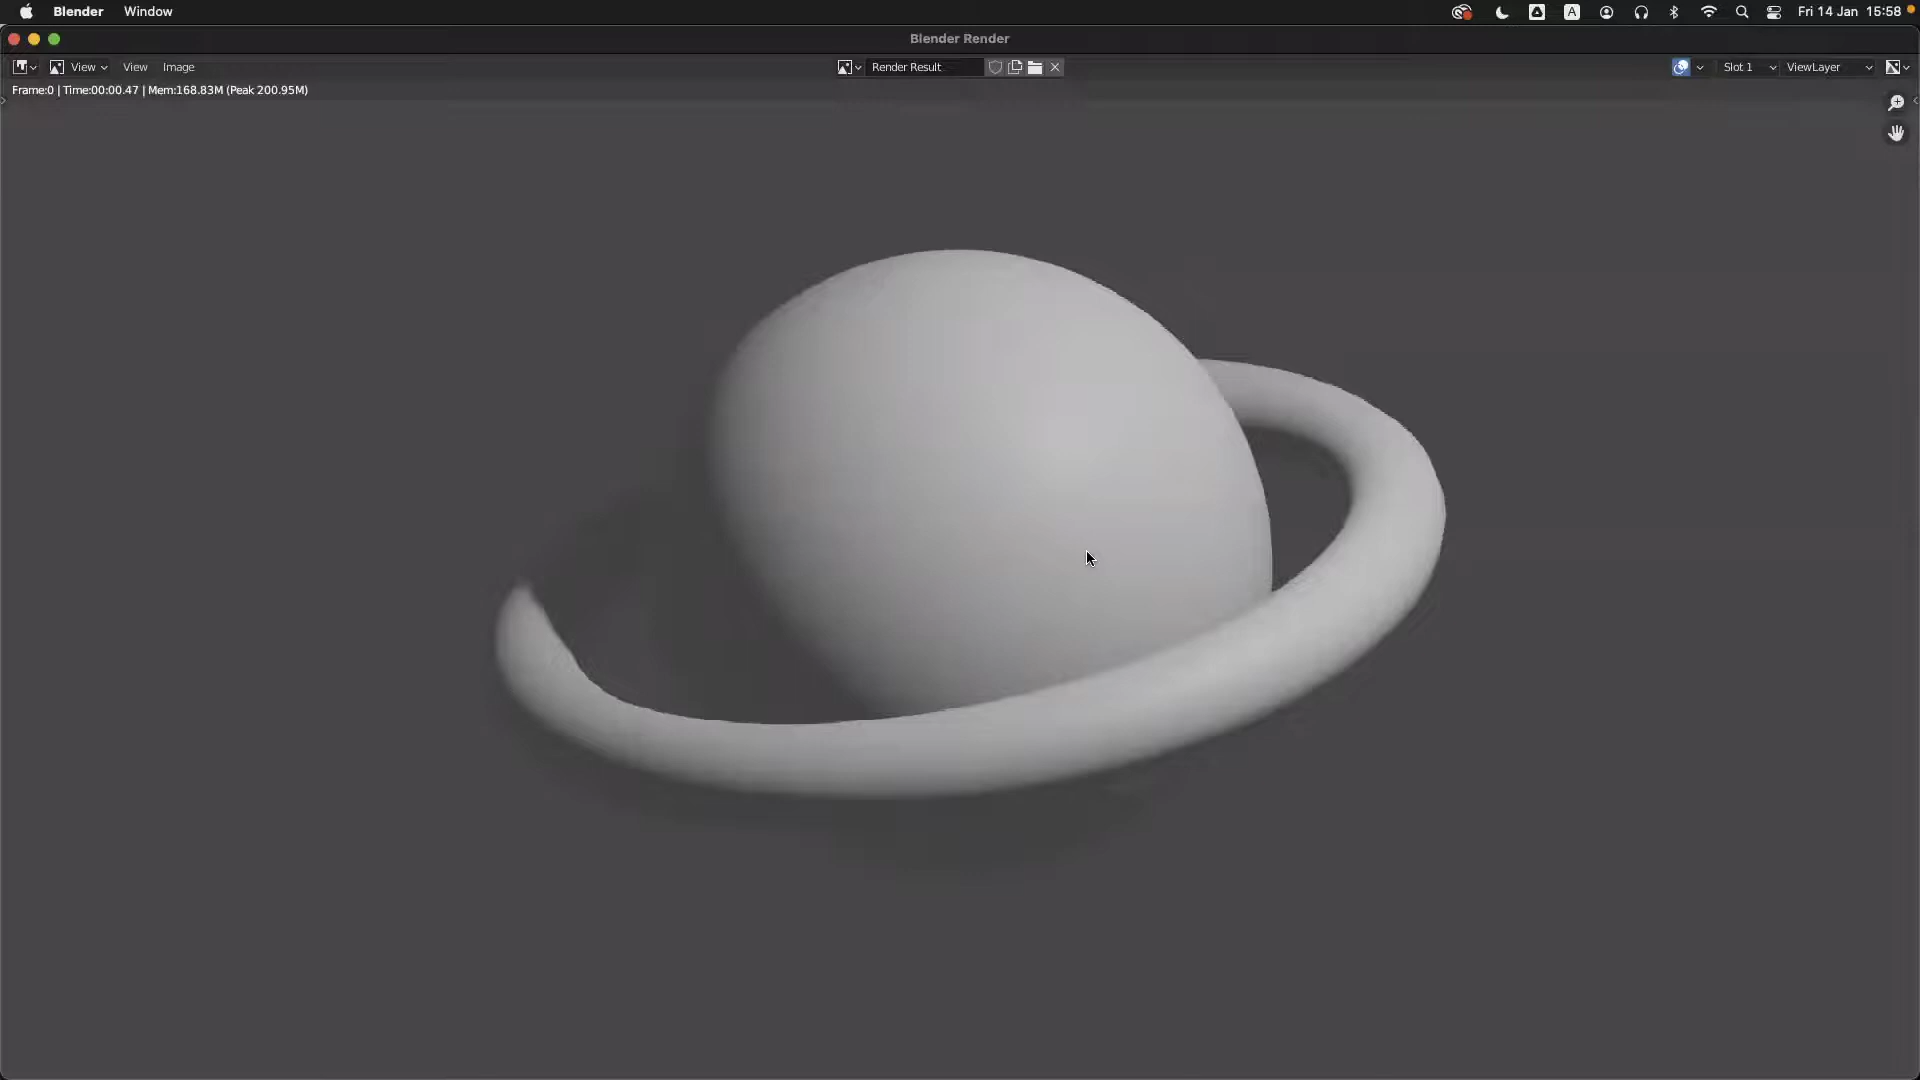 Blender Window
A
Fri 14 Jan 15:58
Blender Render
View View Image
Render Result
Slot 1 ViewLayer
Frame:0 | Time:00:00.47 | Mem:168.83M (Peak 200.95M)